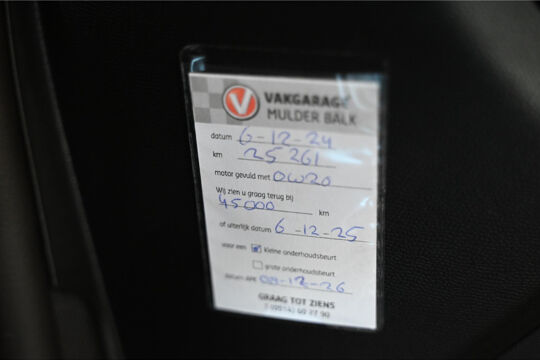 V
VAKGARAGE
MULDER BALK
datum 6-12-24
km 25261
motor gevuld met 0W20
Wij zien u graag terug bij
45000 km
of uiterlijk datum 6-12-25
voor een Kleine onderhoudsbeurt
grote onderhoudsbeurt
datum APK 09-12-26
GRAAG TOT ZIENS